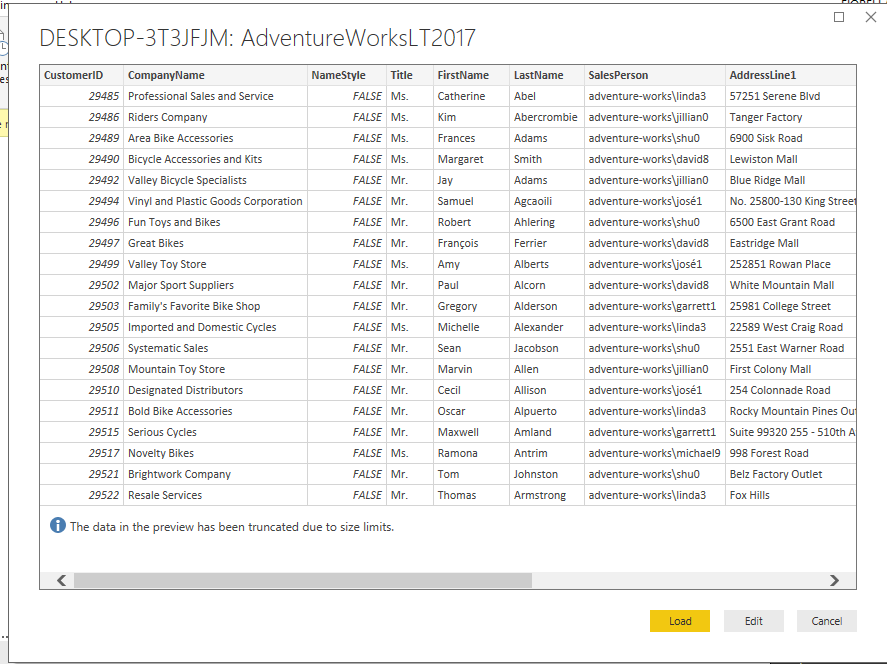 DESKTOP-3T3JFJM: AdventureWorksLT2017
CustomerID CompanyName NameStyle Title FirstName LastName SalesPerson AddressLine1
29485 Professional Sales and Service FALSE Ms. Catherine Abel adventure-works\linda3 57251 Serene Blvd
29486 Riders Company FALSE Ms. Kim Abercrombie adventure-works\jillian0 Tanger Factory
29489 Area Bike Accessories FALSE Ms. Frances Adams adventure-works\shu0 6900 Sisk Road
29490 Bicycle Accessories and Kits FALSE Ms. Margaret Smith adventure-works\david8 Lewiston Mall
29492 Valley Bicycle Specialists FALSE Mr. Jay Adams adventure-works\jillian0 Blue Ridge Mall
29494 Vinyl and Plastic Goods Corporation FALSE Mr. Samuel Agcaoili adventure-works\josé1 No. 25800-130 King Street
29496 Fun Toys and Bikes FALSE Mr. Robert Ahlering adventure-works\shu0 6500 East Grant Road
29497 Great Bikes FALSE Mr. François Ferrier adventure-works\david8 Eastridge Mall
29499 Valley Toy Store FALSE Ms. Amy Alberts adventure-works\josé1 252851 Rowan Place
29502 Major Sport Suppliers FALSE Mr. Paul Alcorn adventure-works\david8 White Mountain Mall
29503 Family's Favorite Bike Shop FALSE Mr. Gregory Alderson adventure-works\garrett1 25981 College Street
29505 Imported and Domestic Cycles FALSE Ms. Michelle Alexander adventure-works\linda3 22589 West Craig Road
29506 Systematic Sales FALSE Mr. Sean Jacobson adventure-works\shu0 2551 East Warner Road
29508 Mountain Toy Store FALSE Mr. Marvin Allen adventure-works\jillian0 First Colony Mall
29510 Designated Distributors FALSE Mr. Cecil Allison adventure-works\josé1 254 Colonnade Road
29511 Bold Bike Accessories FALSE Mr. Oscar Alpuerto adventure-works\linda3 Rocky Mountain Pines Ou
29515 Serious Cycles FALSE Mr. Maxwell Amland adventure-works\garrett1 Suite 99320 255 - 510th A
29517 Novelty Bikes FALSE Ms. Ramona Antrim adventure-works\michael9 998 Forest Road
29521 Brightwork Company FALSE Mr. Tom Johnston adventure-works\shu0 Belz Factory Outlet
29522 Resale Services FALSE Mr. Thomas Armstrong adventure-works\linda3 Fox Hills
The data in the preview has been truncated due to size limits.
Load Edit Cancel